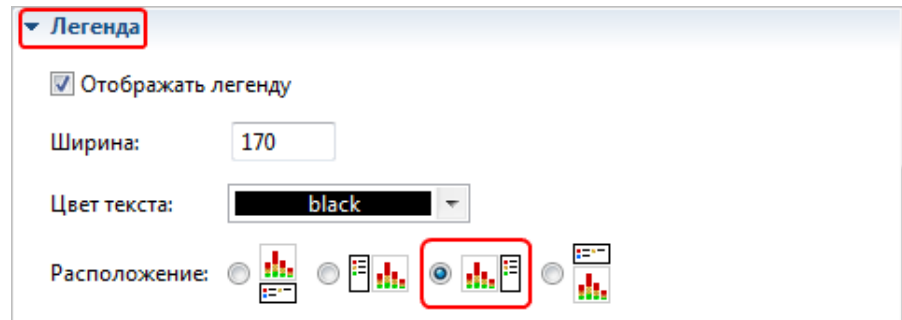 Легенда
Отображать легенду
Ширина: 170
Цвет текста: black
Расположение: